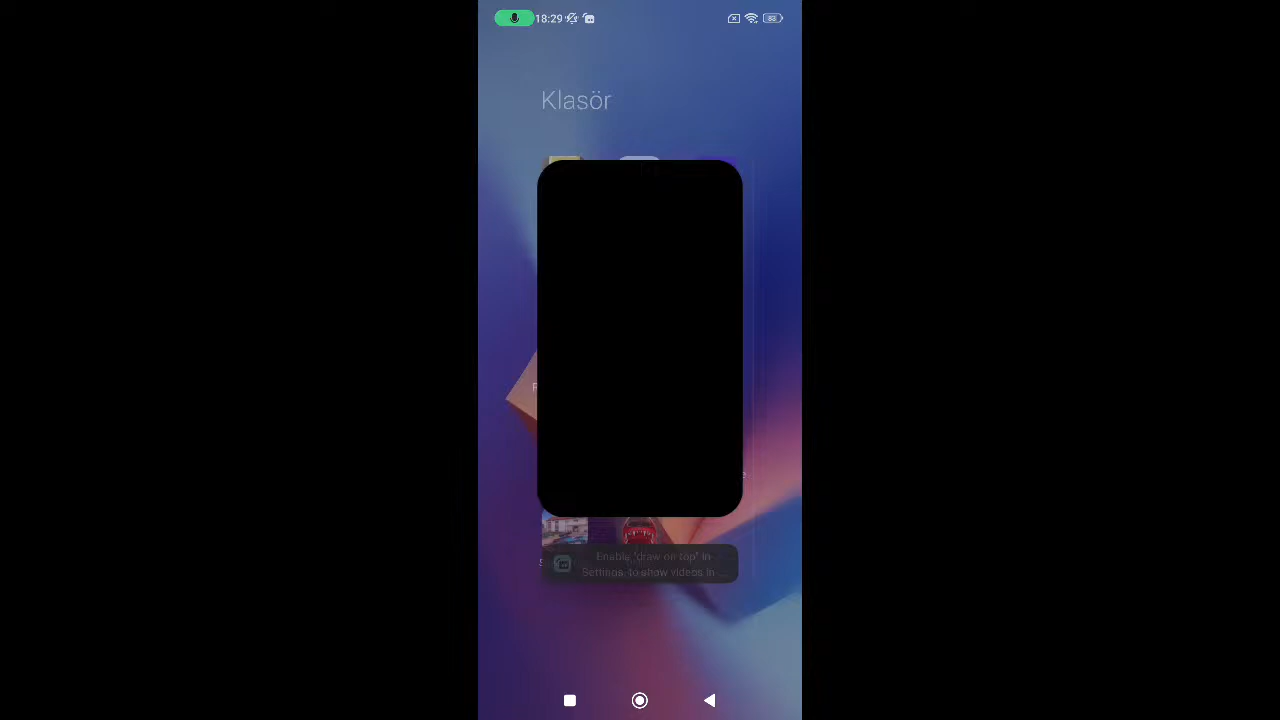 18:29
Klasör
Enable "draw on top" in
Settings to show videos in ...